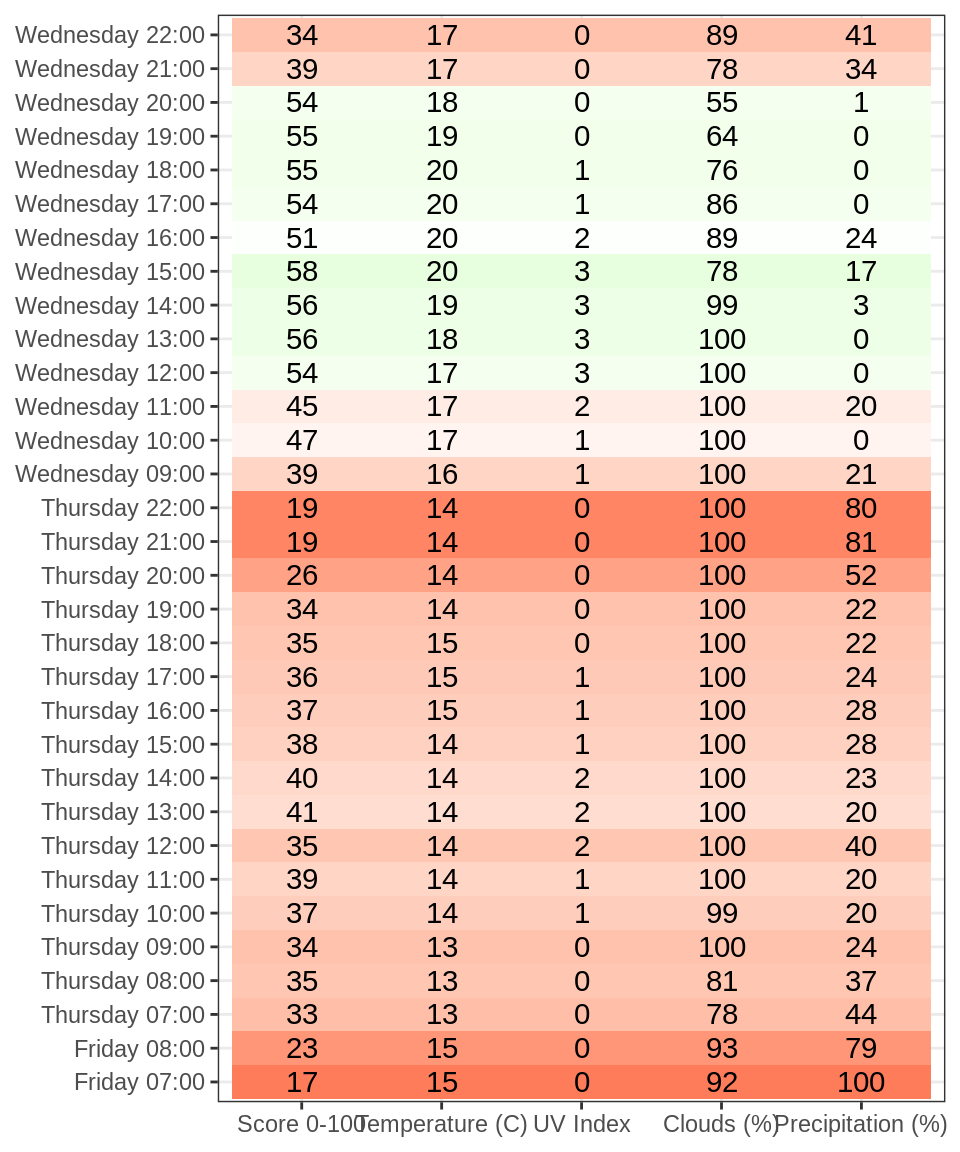 Wednesday 22:00 34 17 0 89 41
Wednesday 21:00 39 17 0 78 34
Wednesday 20:00 54 18 0 55 1
Wednesday 19:00 55 19 0 64 0
Wednesday 18:00 55 20 1 76 0
Wednesday 17:00 54 20 1 86 0
Wednesday 16:00 51 20 2 89 24
Wednesday 15:00 58 20 3 78 17
Wednesday 14:00 56 19 3 99 3
Wednesday 13:00 56 18 3 100 0
Wednesday 12:00 54 17 3 100 0
Wednesday 11:00 45 17 2 100 20
Wednesday 10:00 47 17 1 100 0
Wednesday 09:00 39 16 1 100 21
Thursday 22:00 19 14 0 100 80
Thursday 21:00 19 14 0 100 81
Thursday 20:00 26 14 0 100 52
Thursday 19:00 34 14 0 100 22
Thursday 18:00 35 15 0 100 22
Thursday 17:00 36 15 1 100 24
Thursday 16:00 37 15 1 100 28
Thursday 15:00 38 14 1 100 28
Thursday 14:00 40 14 2 100 23
Thursday 13:00 41 14 2 100 20
Thursday 12:00 35 14 2 100 40
Thursday 11:00 39 14 1 100 20
Thursday 10:00 37 14 1 99 20
Thursday 09:00 34 13 0 100 24
Thursday 08:00 35 13 0 81 37
Thursday 07:00 33 13 0 78 44
Friday 08:00 23 15 0 93 79
Friday 07:00 17 15 0 92 100
Score 0-100 Temperature (C) UV Index Clouds (%) Precipitation (%)